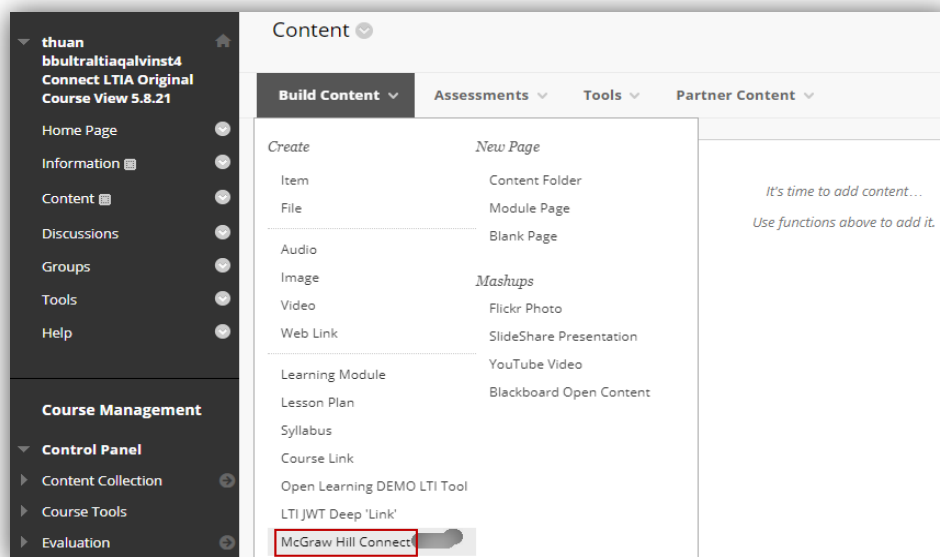 thuan
bbultraltiaqalvinst4
Connect LTIA Original
Course View 5.8.21
Home Page
Information
Content
Discussions
Groups
Tools
Help
Course Management
Control Panel
Content Collection
Course Tools
Evaluation
Content
Build Content
Assessments
Tools
Partner Content
Create
Item
File
Audio
Image
Video
Web Link
Learning Module
Lesson Plan
Syllabus
Course Link
Open Learning DEMO LTI Tool
LTI JWT Deep 'Link'
McGraw Hill Connect
New Page
Content Folder
Module Page
Blank Page
Mashups
Flickr Photo
SlideShare Presentation
YouTube Video
Blackboard Open Content
It's time to add content...
Use functions above to add it.